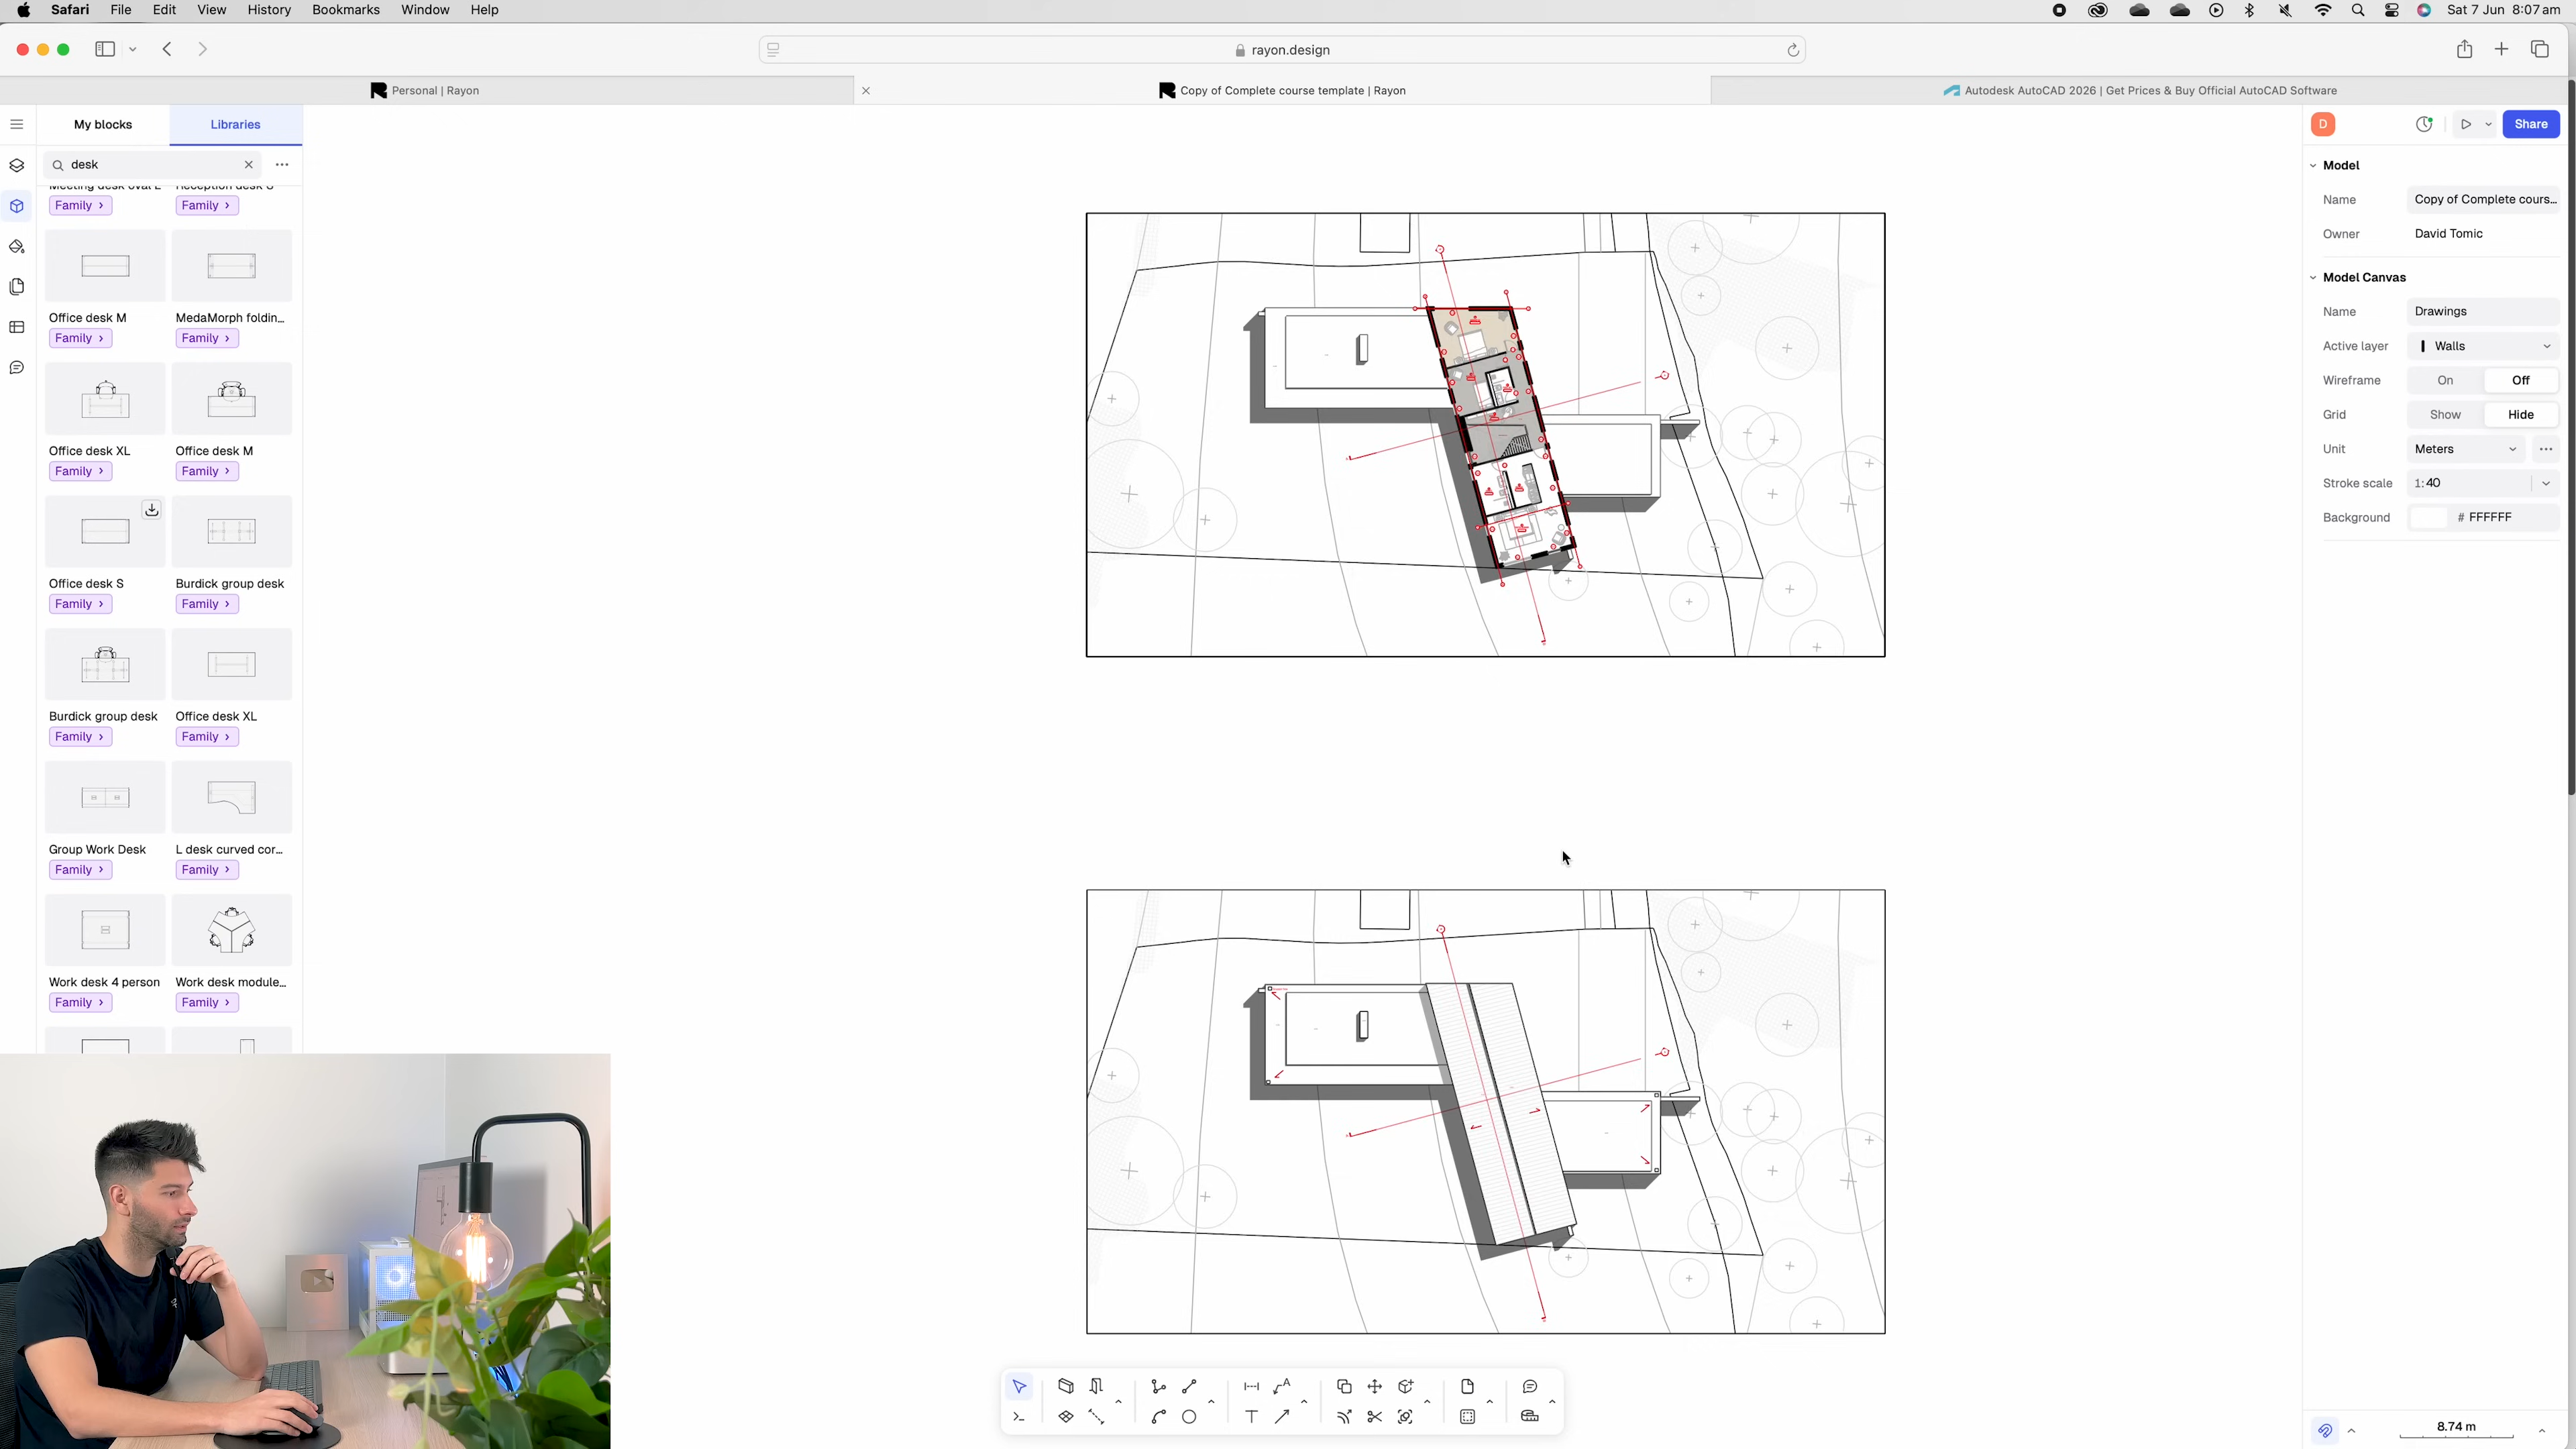 Safari File Edit View History Bookmarks Window Help
Sat 7 Jun 8:07 am
rayon.design
Personal | Rayon
Copy of Complete course template | Rayon
Autodesk AutoCAD 2026 | Get Prices & Buy Official AutoCAD Software
My blocks
Libraries
desk
Meeting desk oval L
Reception desk S
Family
Family
Office desk M
MedaMorph foldin...
Family
Family
Office desk XL
Office desk M
Family
Family
Office desk S
Burdick group desk
Family
Family
Burdick group desk
Office desk XL
Family
Family
Group Work Desk
L desk curved cor...
Family
Family
Work desk 4 person
Work desk module...
Family
Family
D
Share
Model
Name
Copy of Complete cours...
Owner
David Tomic
Model Canvas
Name
Drawings
Active layer
Walls
Wireframe
On
Off
Grid
Show
Hide
Unit
Meters
Stroke scale
1:40
Background
# FFFFFF
8.74 m